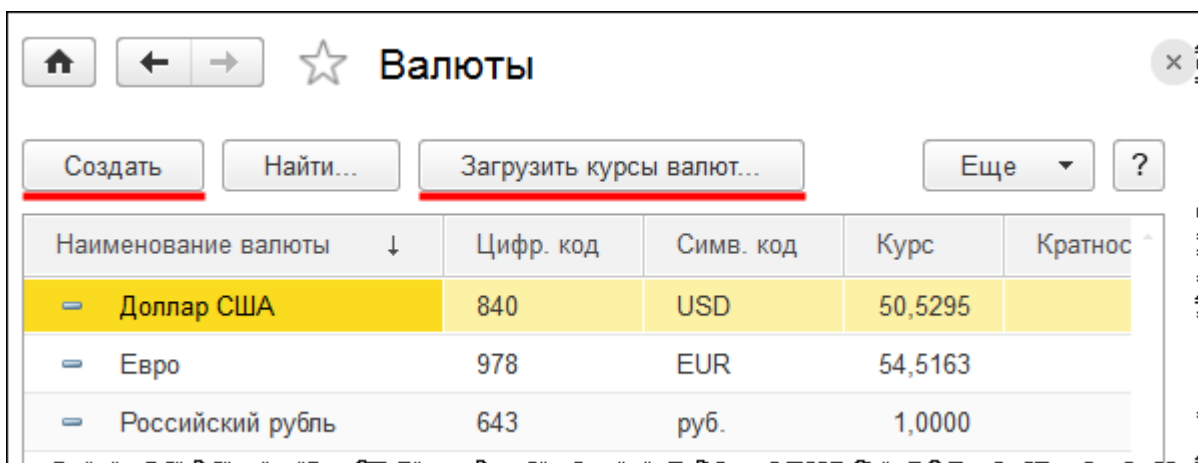 Валюты
Создать Найти... Загрузить курсы валют... Еще ?
Наименование валюты ↓ Цифр. код Симв. код Курс Кратнос
Доллар США 840 USD 50,5295
Евро 978 EUR 54,5163
Российский рубль 643 руб. 1,0000